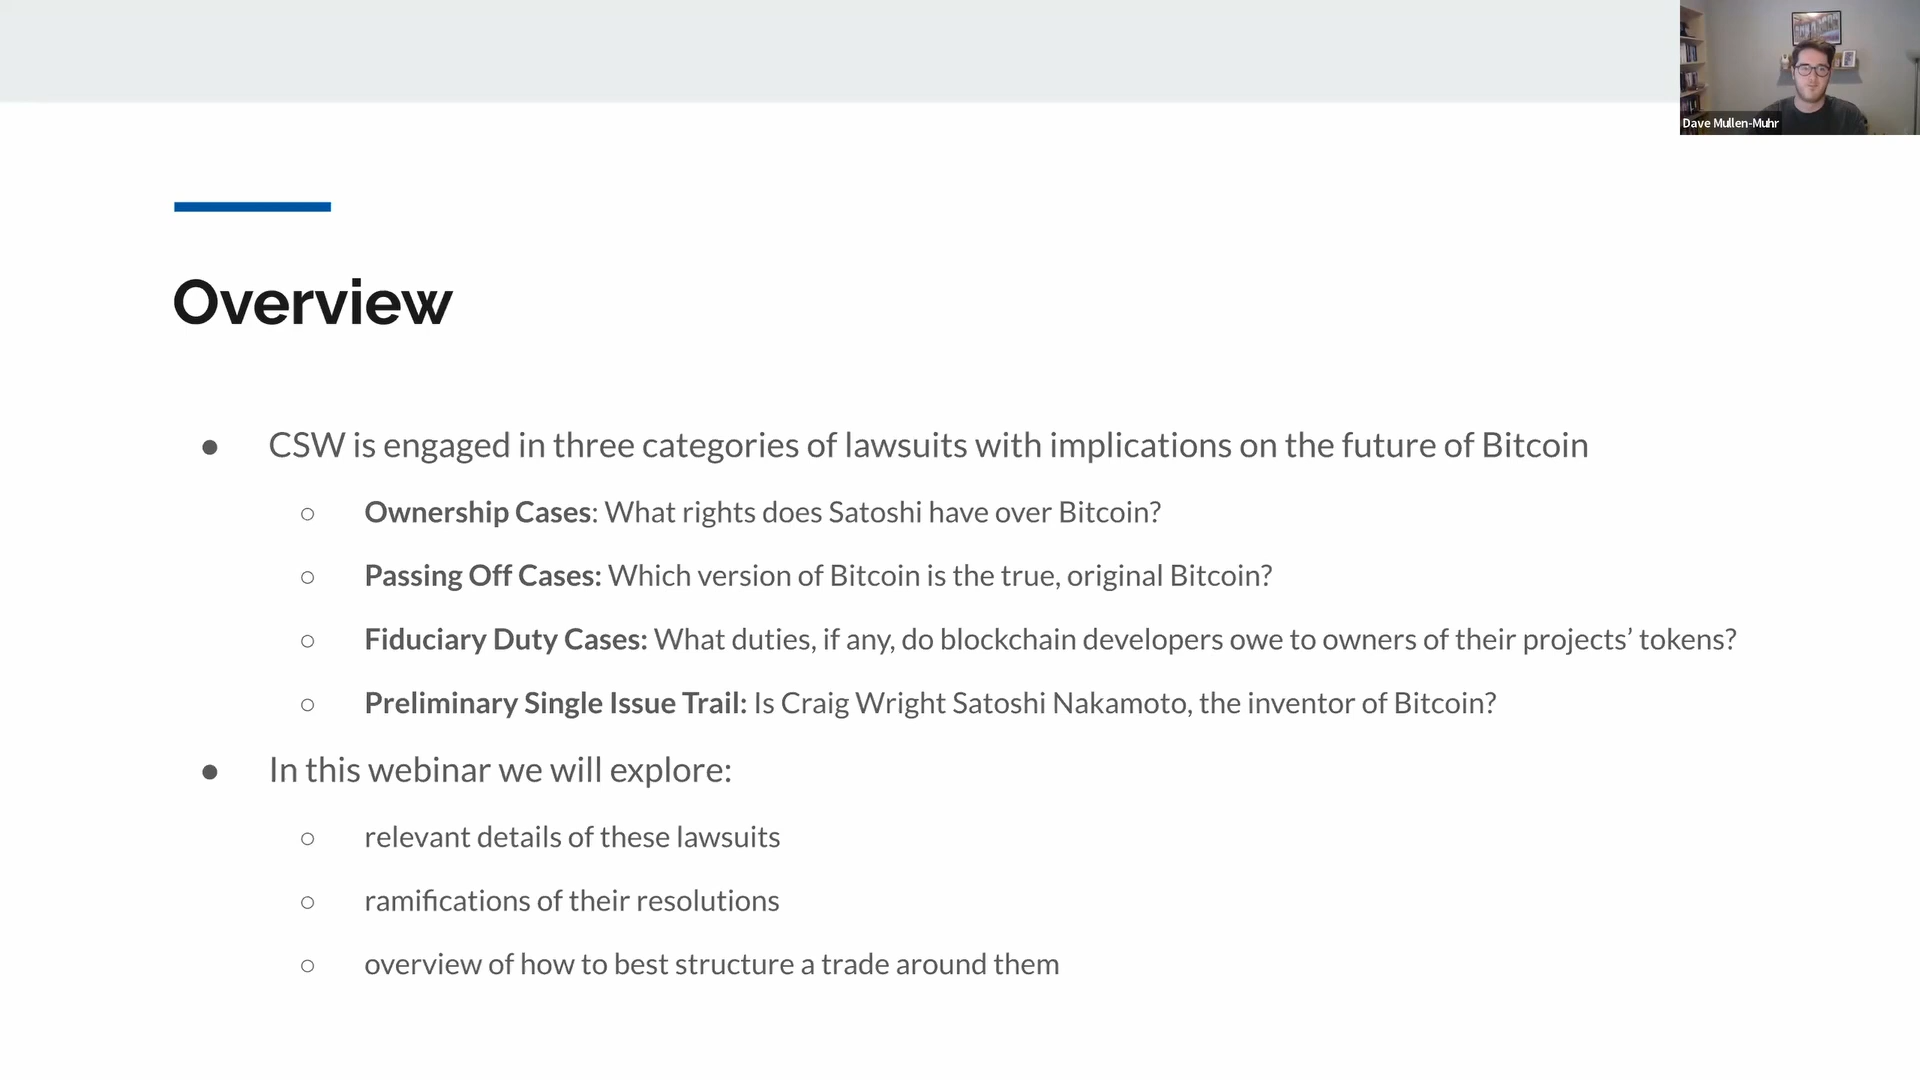 Dave Mullen-Muhr
Overview
● CSW is engaged in three categories of lawsuits with implications on the future of Bitcoin
○ Ownership Cases: What rights does Satoshi have over Bitcoin?
○ Passing Off Cases: Which version of Bitcoin is the true, original Bitcoin?
○ Fiduciary Duty Cases: What duties, if any, do blockchain developers owe to owners of their projects’ tokens?
○ Preliminary Single Issue Trail: Is Craig Wright Satoshi Nakamoto, the inventor of Bitcoin?
● In this webinar we will explore:
○ relevant details of these lawsuits
○ ramifications of their resolutions
○ overview of how to best structure a trade around them